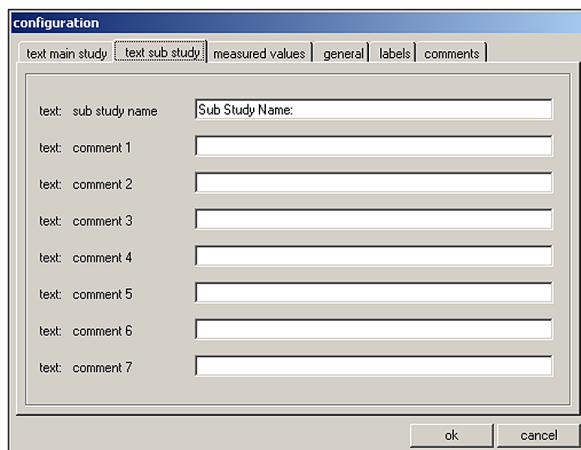 configuration
text main study text sub study measured values general labels comments
text: sub study name Sub Study Name:
text: comment 1
text: comment 2
text: comment 3
text: comment 4
text: comment 5
text: comment 6
text: comment 7
ok cancel